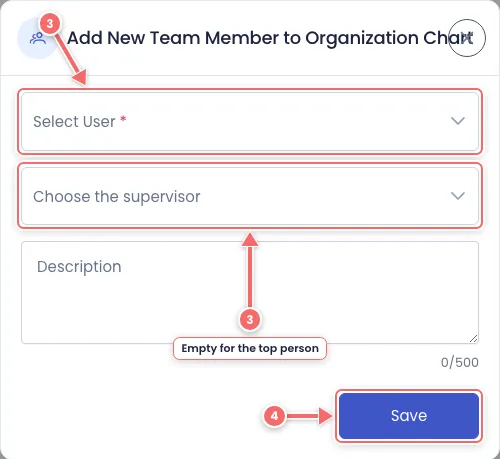 3
Add New Team Member to Organization Chart
Select User *
Choose the supervisor
Description
3
Empty for the top person
0/500
4
Save